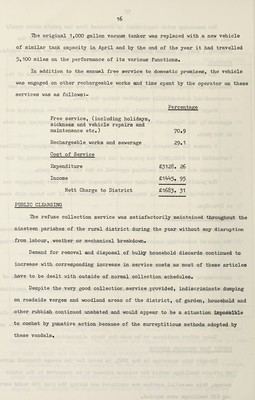 16
The original 1,000 gallon vacuum tanker was replaced with a new vehicle
of similar tank capacity in April and by the end of the year it had travelled
5,100 miles on the performance of its various functions.
In addition to the annual free service to domestic premises, the vehicle
was engaged on other rechargeable works and time spent by the operator on these
services was as follows:-
Percentage
Free service, (including holidays,
sickness and vehicle repairs and
maintenance etc.) 70.9
Rechargeable works and sewerage 29.1
Cost of Service
Expenditure £3128. 26
Income £1445. 95
Nett Charge to District £1683. 31
PUBLIC CLEANSING
The refuse collection service was satisfactorily maintained throughout the
nineteen parishes of the rural district during the year without any disruption
from labour, weather or mechanical breakdown.
Demand for removal and disposal of bulky household discards continued to
increase with corresponding increase in service costs as most of these articles
have to be dealt with outside of normal collection schedules.
Despite the very good collection service provided, indiscriminate dumping
on roadside verges and woodland areas of the district, of garden, household and
other rubbish continued unabated and would appear to be a situation impossible
to combat by punative action because of the surreptitious methods adopted by
these vandals.